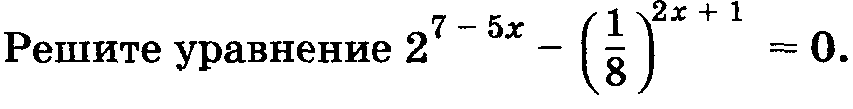 Решите уравнение 2^{7 − 5x} − (1/8)^{2x + 1} = 0.